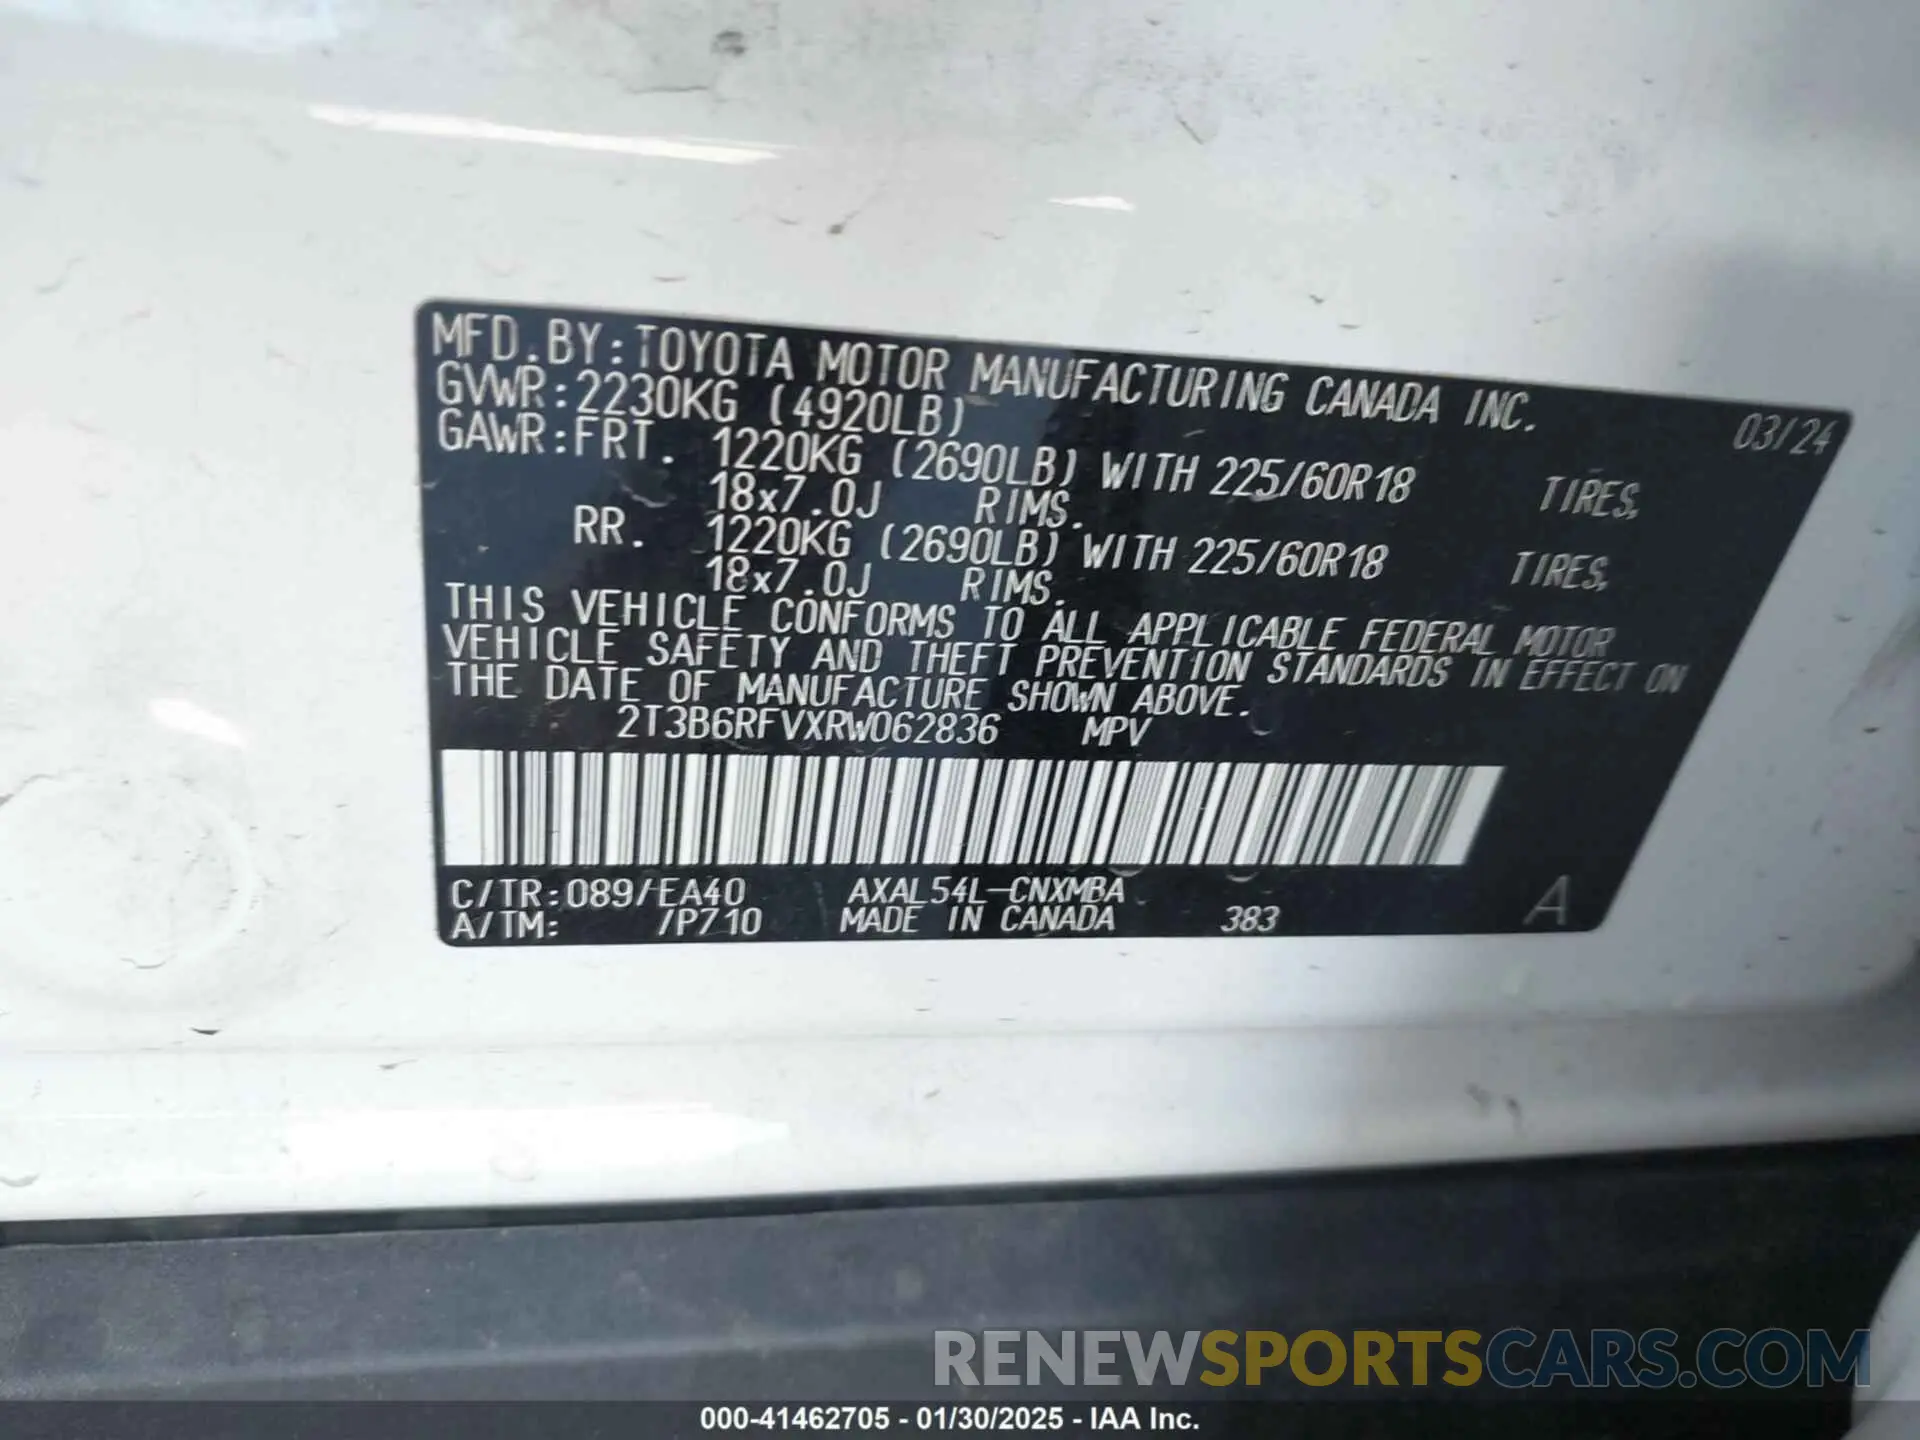 MFD.BY:TOYOTA MOTOR MANUFACTURING CANADA INC. 03/24
GVWR:2230KG (4920LB)
GAWR:FRT. 1220KG (2690LB) WITH 225/60R18 TIRES,
18x7.0J RIMS.
RR. 1220KG (2690LB) WITH 225/60R18 TIRES,
18x7.0J RIMS.
THIS VEHICLE CONFORMS TO ALL APPLICABLE FEDERAL MOTOR
VEHICLE SAFETY AND THEFT PREVENTION STANDARDS IN EFFECT ON
THE DATE OF MANUFACTURE SHOWN ABOVE.
2T3B6RFVXRW062836 MPV
C/TR:089/EA40 AXAL54L-CNXMBA
A/TM: /P710 MADE IN CANADA 383 A
RENEWSPORTSCARS.COM
000-41462705 - 01/30/2025 - IAA Inc.